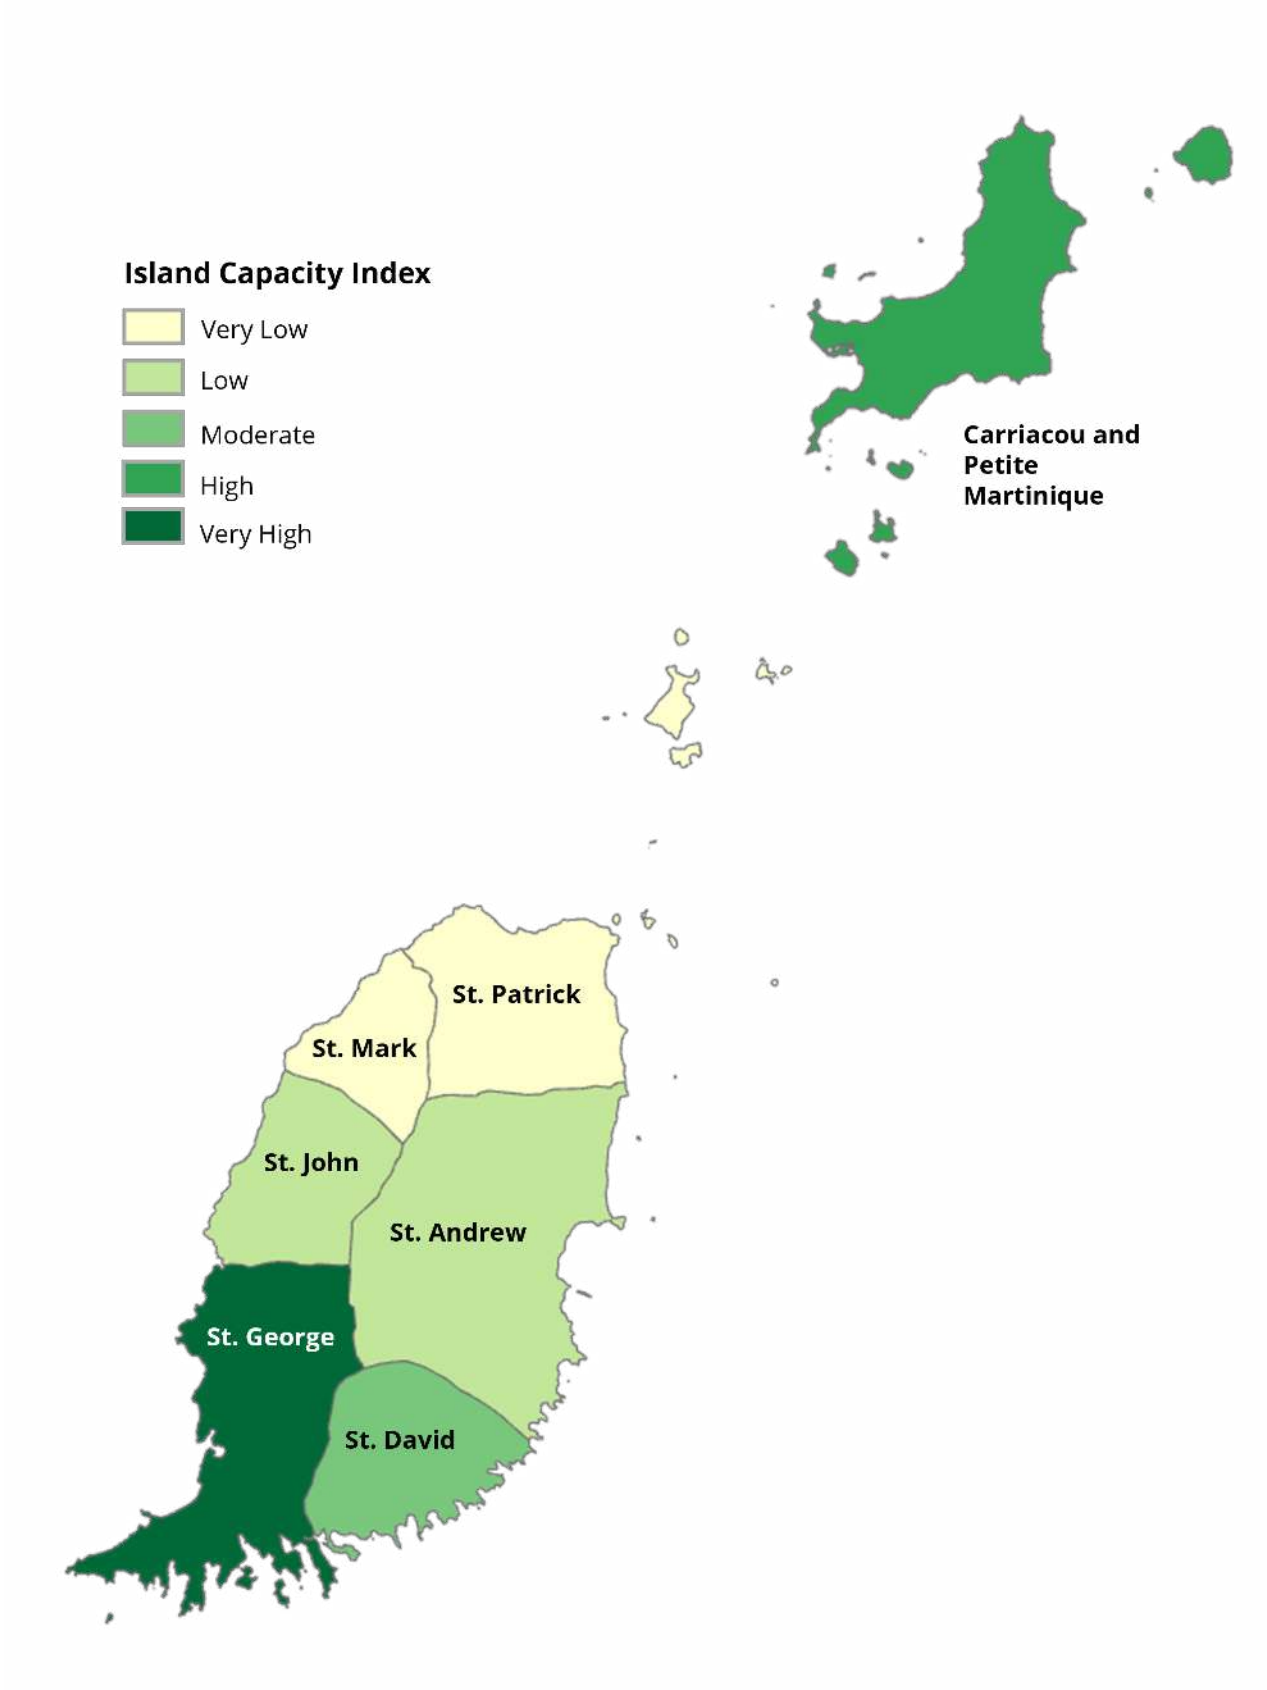 Island Capacity Index
Very Low
Low
Moderate
High
Very High
Carriacou and
Petite
Martinique
St. Patrick
St. Mark
St. John
St. Andrew
St. George
St. David